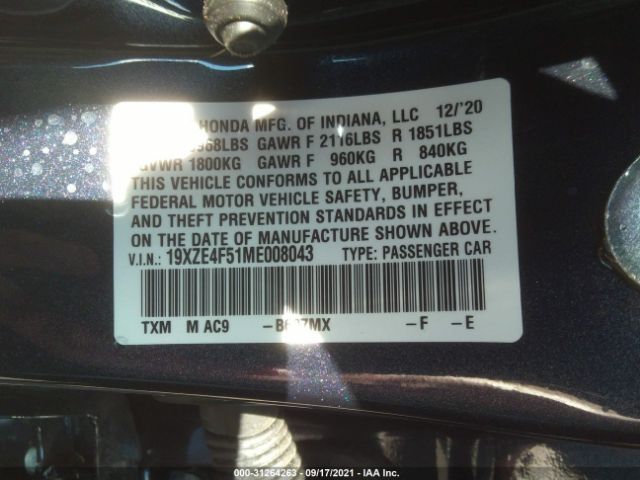 HONDA MFG. OF INDIANA, LLC 12/'20
GAWR F 2116LBS R 1851LBS
GVWR 1800KG GAWR F 960KG R 840KG
THIS VEHICLE CONFORMS TO ALL APPLICABLE
FEDERAL MOTOR VEHICLE SAFETY, BUMPER,
AND THEFT PREVENTION STANDARDS IN EFFECT
ON THE DATE OF MANUFACTURE SHOWN ABOVE.
V.I.N.: 19XZE4F51ME008043 TYPE: PASSENGER CAR
TXM M AC9 -F -E
000-31264263 - 09/17/2021 - IAA Inc.